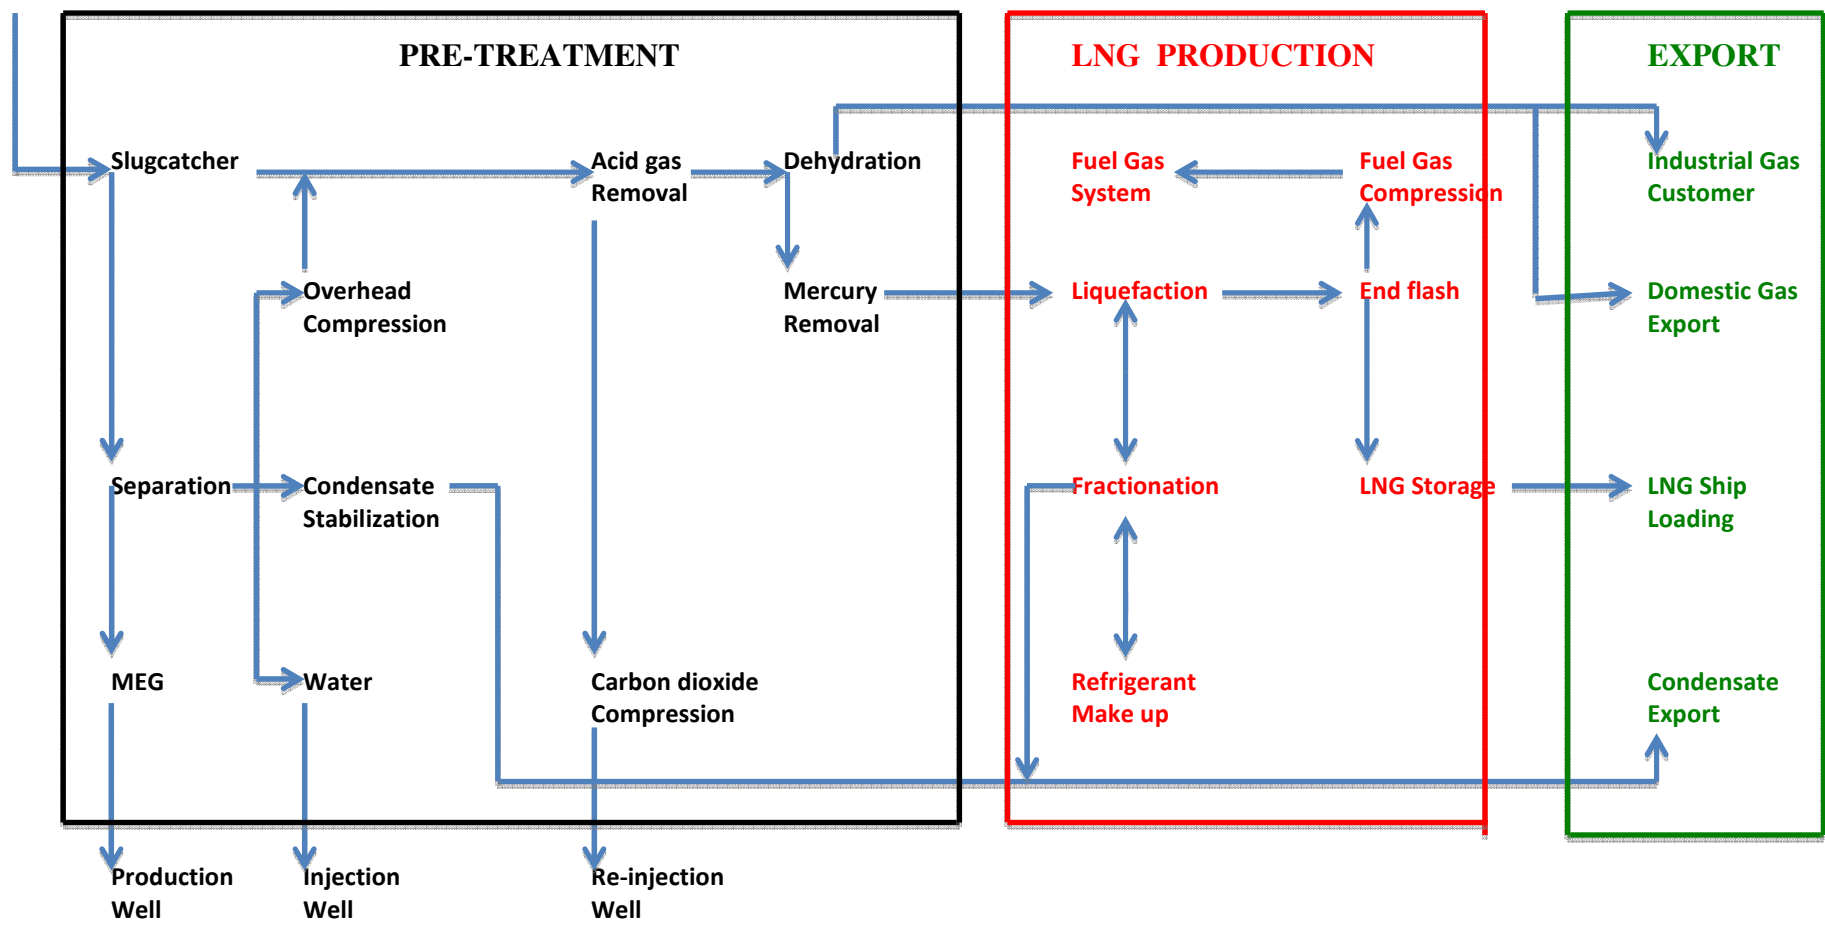 PRE-TREATMENT
LNG PRODUCTION
EXPORT
Slugcatcher
Acid gas
Removal
Dehydration
Fuel Gas
System
Fuel Gas
Compression
Industrial Gas
Customer
Overhead
Compression
Mercury
Removal
Liquefaction
End flash
Domestic Gas
Export
Separation
Condensate
Stabilization
Fractionation
LNG Storage
LNG Ship
Loading
MEG
Water
Carbon dioxide
Compression
Refrigerant
Make up
Condensate
Export
Production
Well
Injection
Well
Re-injection
Well